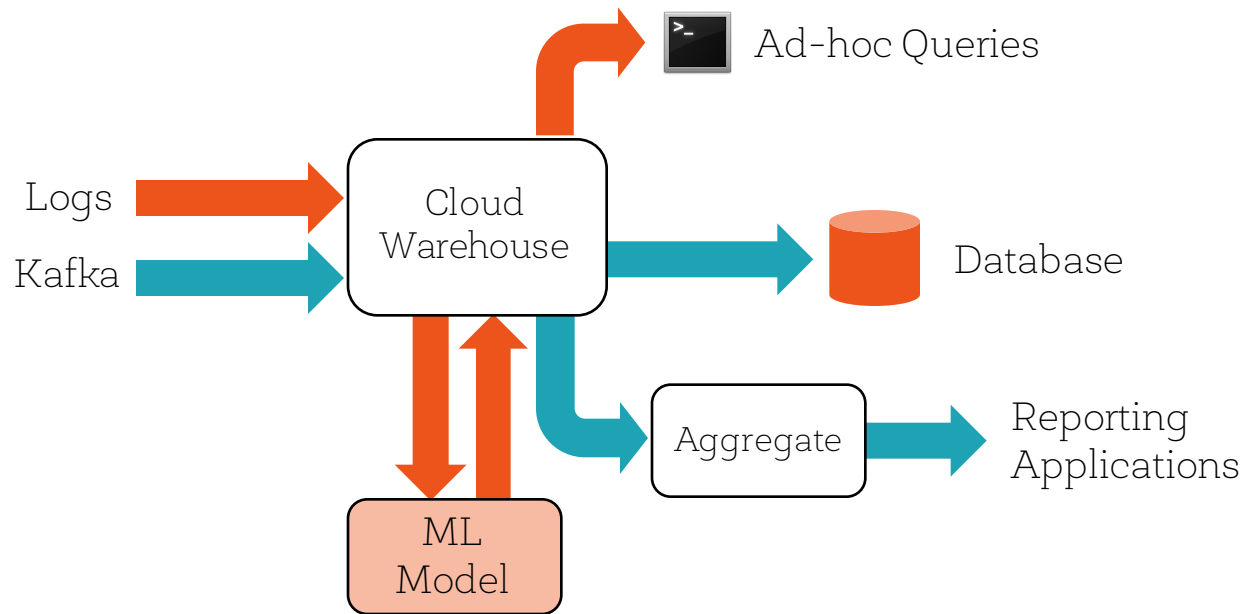 >_
Ad-hoc Queries
Logs
Kafka
Cloud
Warehouse
Database
Aggregate
Reporting
Applications
ML
Model